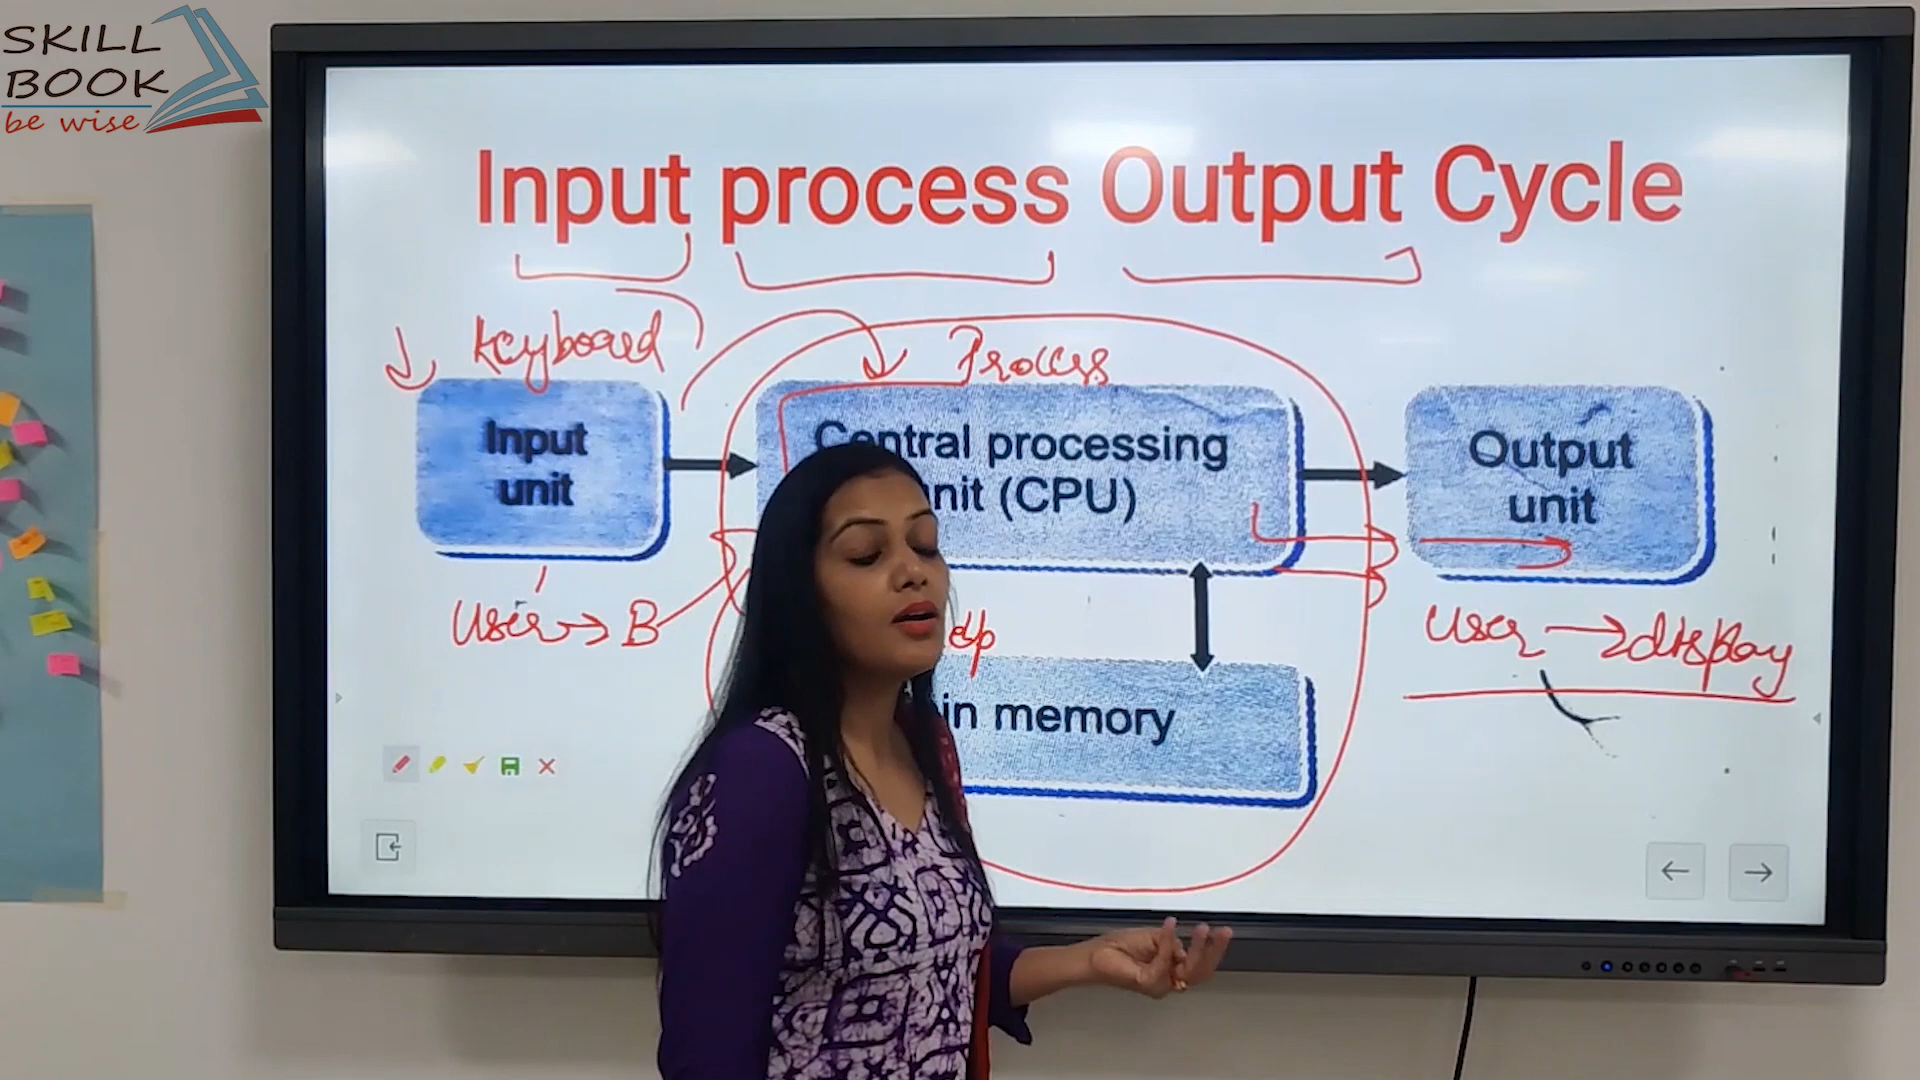 SKILL
BOOK
be wise
Input process Output Cycle
Keyboard
Process
Input
unit
Central processing
unit (CPU)
Output
unit
User → B
User → display
in memory